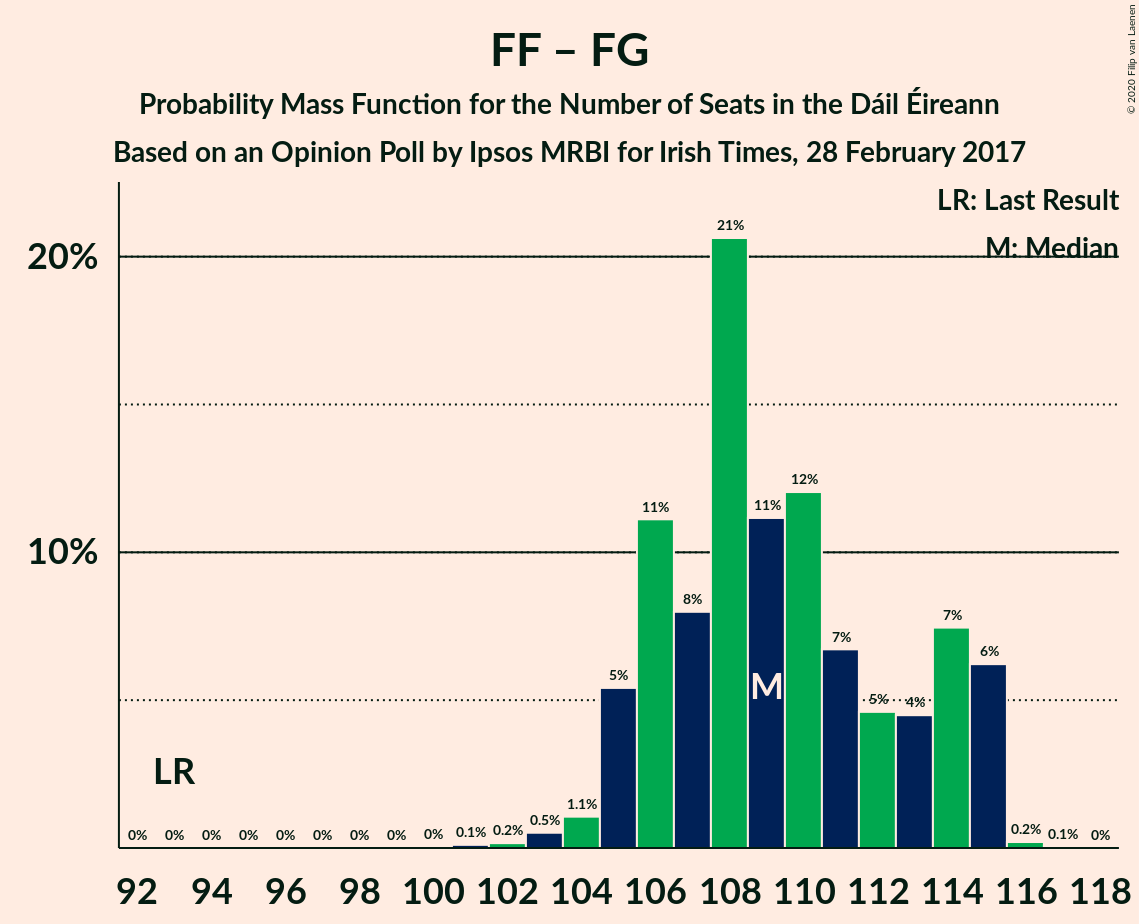 FF – FG
Probability Mass Function for the Number of Seats in the Dáil Éireann
Based on an Opinion Poll by Ipsos MRBI for Irish Times, 28 February 2017
© 2020 Filip van Laenen
LR: Last Result
M: Median
20%
10%
LR
M
0% 0% 0% 0% 0% 0% 0% 0% 0% 0.1% 0.2% 0.5% 1.1% 5% 11% 8% 21% 11% 12% 7% 5% 4% 7% 6% 0.2% 0.1% 0%
92 94 96 98 100 102 104 106 108 110 112 114 116 118